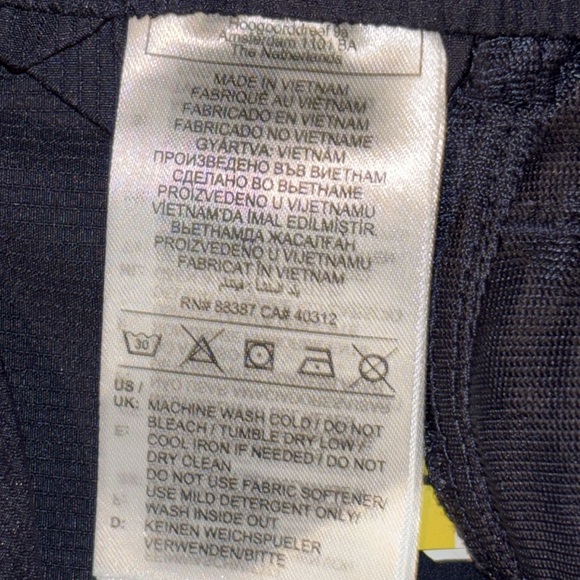 Hoogoorddreef 9a
Amsterdam 1101 BA
The Netherlands
MADE IN VIETNAM
FABRIQUÉ AU VIETNAM
FABRICADO EN VIETNAM
FABRICADO NO VIETNAME
GYÁRTVA: VIETNÁM
ПРОИЗВЕДЕНО ВЪВ ВИЕТНАМ
СДЕЛАНО ВО ВЬЕТНАМЕ
PROIZVEDENO U VIJETNAMU
VİETNAM'DA İMAL EDİLMİŞTİR
ВЬЕТНАМДА ЖАСАЛҒАН
PROIZVEDENO U VIJETNAMU
FABRICAT ÎN VIETNAM
RN# 88387 CA# 40312
30
US /
UK: MACHINE WASH COLD / DO NOT
BLEACH / TUMBLE DRY LOW /
COOL IRON IF NEEDED / DO NOT
DRY CLEAN
DO NOT USE FABRIC SOFTENER/
USE MILD DETERGENT ONLY/
WASH INSIDE OUT
D: KEINEN WEICHSPUELER
VERWENDEN/BITTE